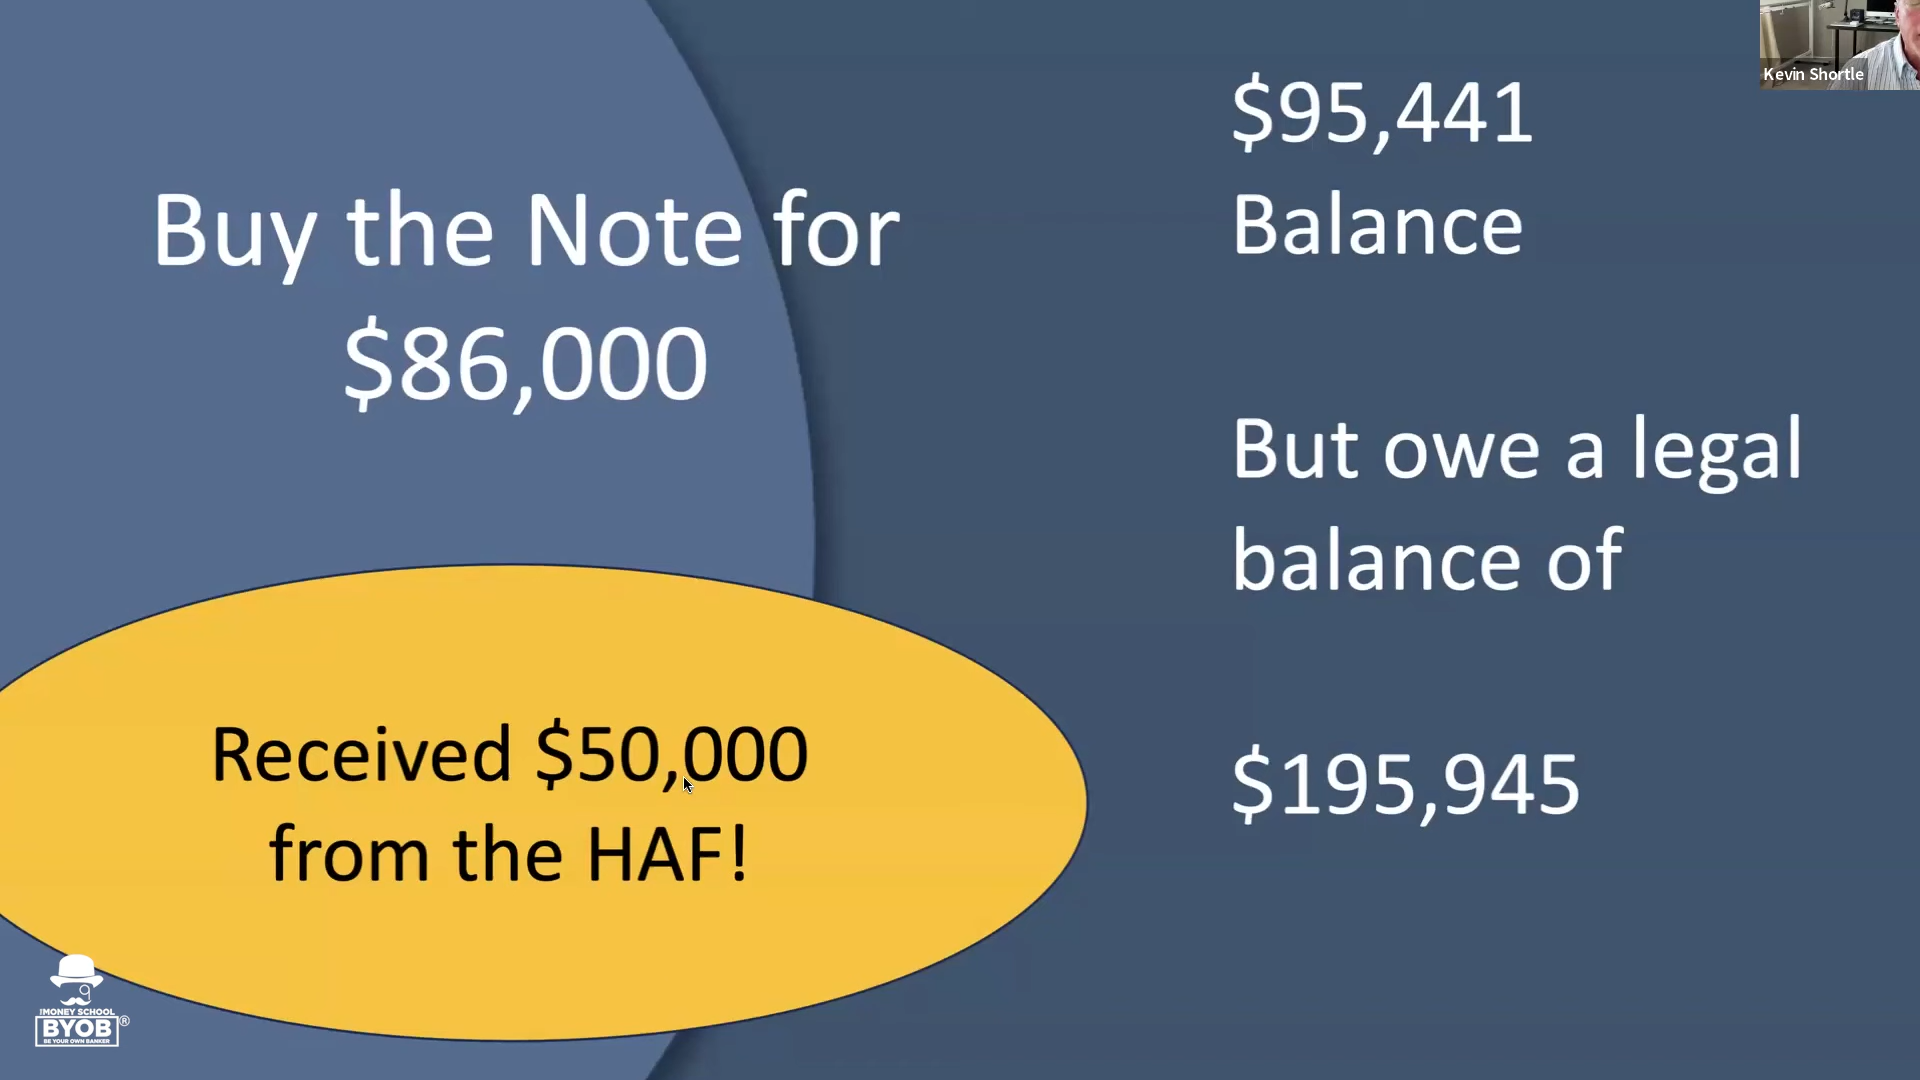 Kevin Shortle
Buy the Note for
$86,000
$95,441
Balance
But owe a legal
balance of
$195,945
Received $50,000
from the HAF!
THE MONEY SCHOOL
BYOB®
BE YOUR OWN BANKER